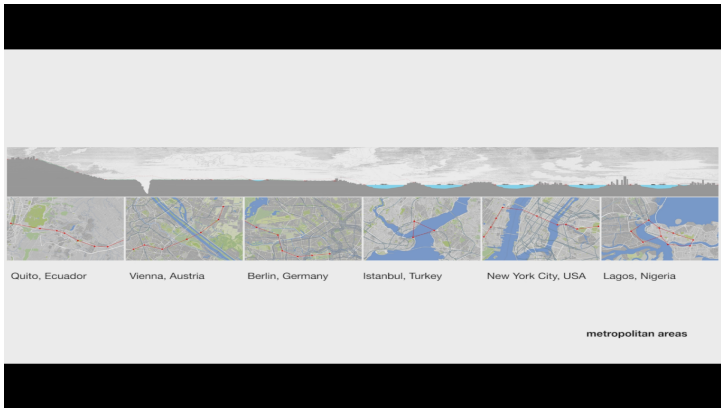 Quito, Ecuador
Vienna, Austria
Berlin, Germany
Istanbul, Turkey
New York City, USA
Lagos, Nigeria
metropolitan areas